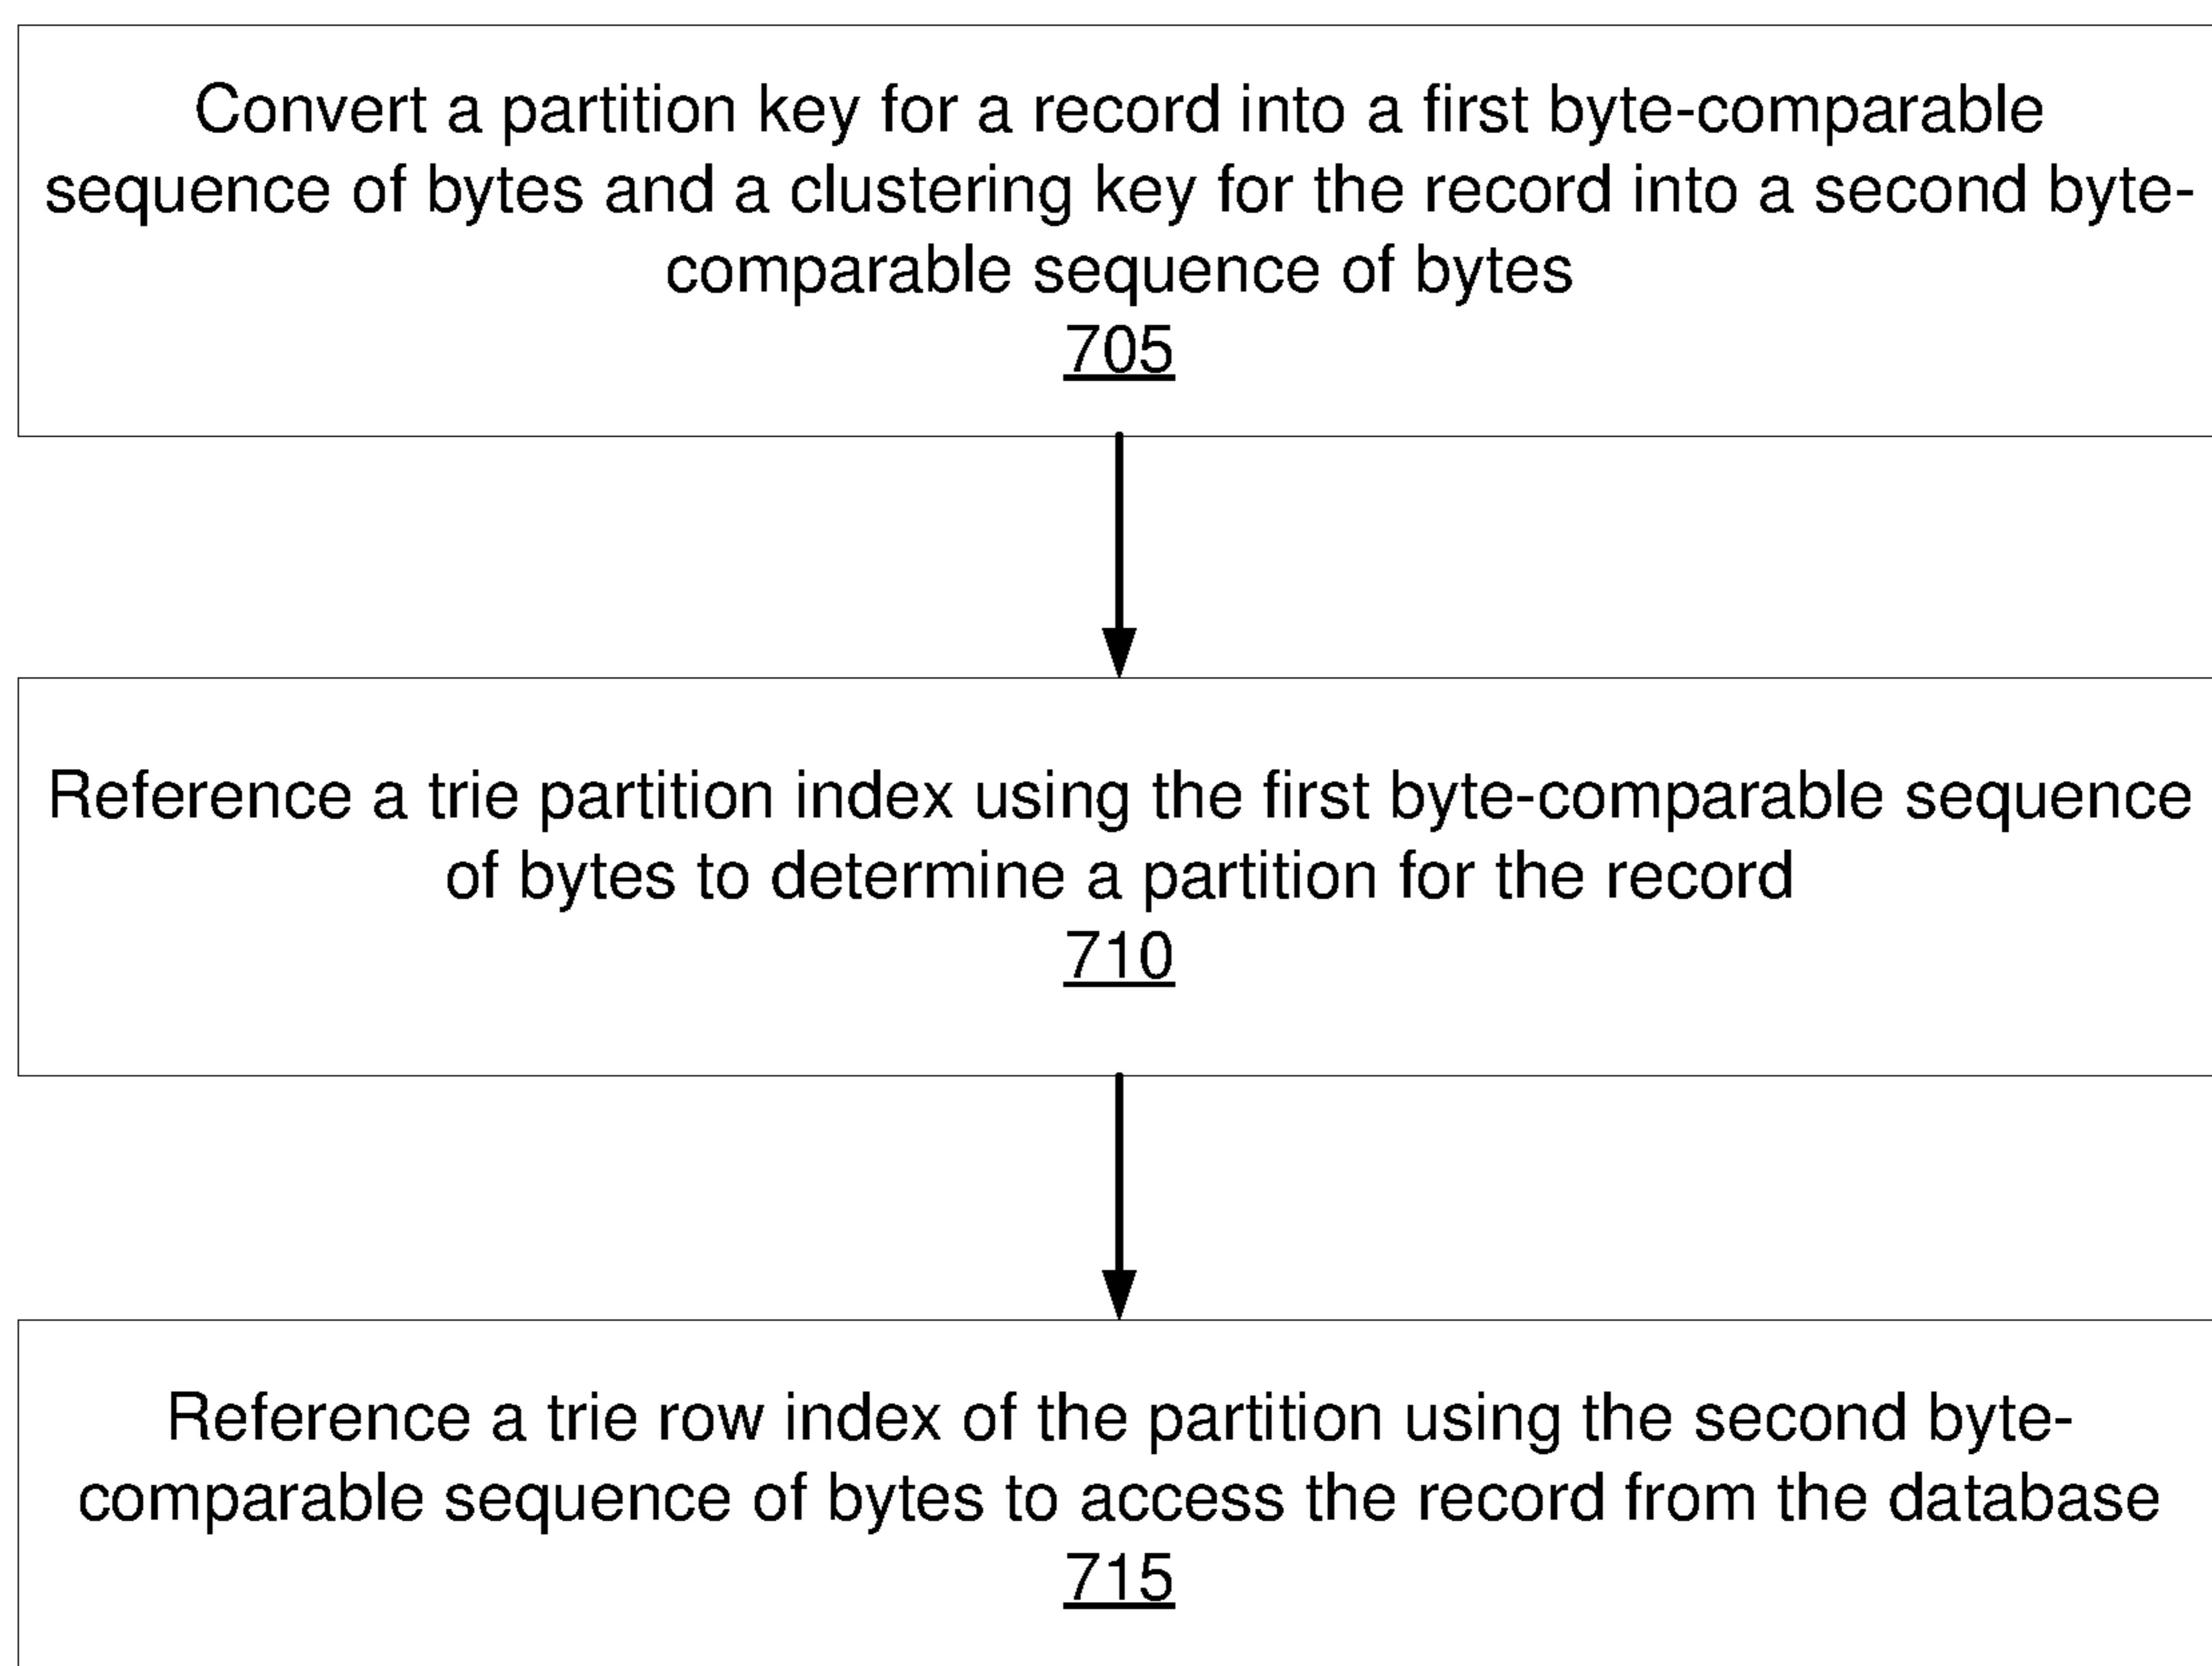 Convert a partition key for a record into a first byte-comparable
sequence of bytes and a clustering key for the record into a second byte-
comparable sequence of bytes
705
Reference a trie partition index using the first byte-comparable sequence
of bytes to determine a partition for the record
710
Reference a trie row index of the partition using the second byte-
comparable sequence of bytes to access the record from the database
715